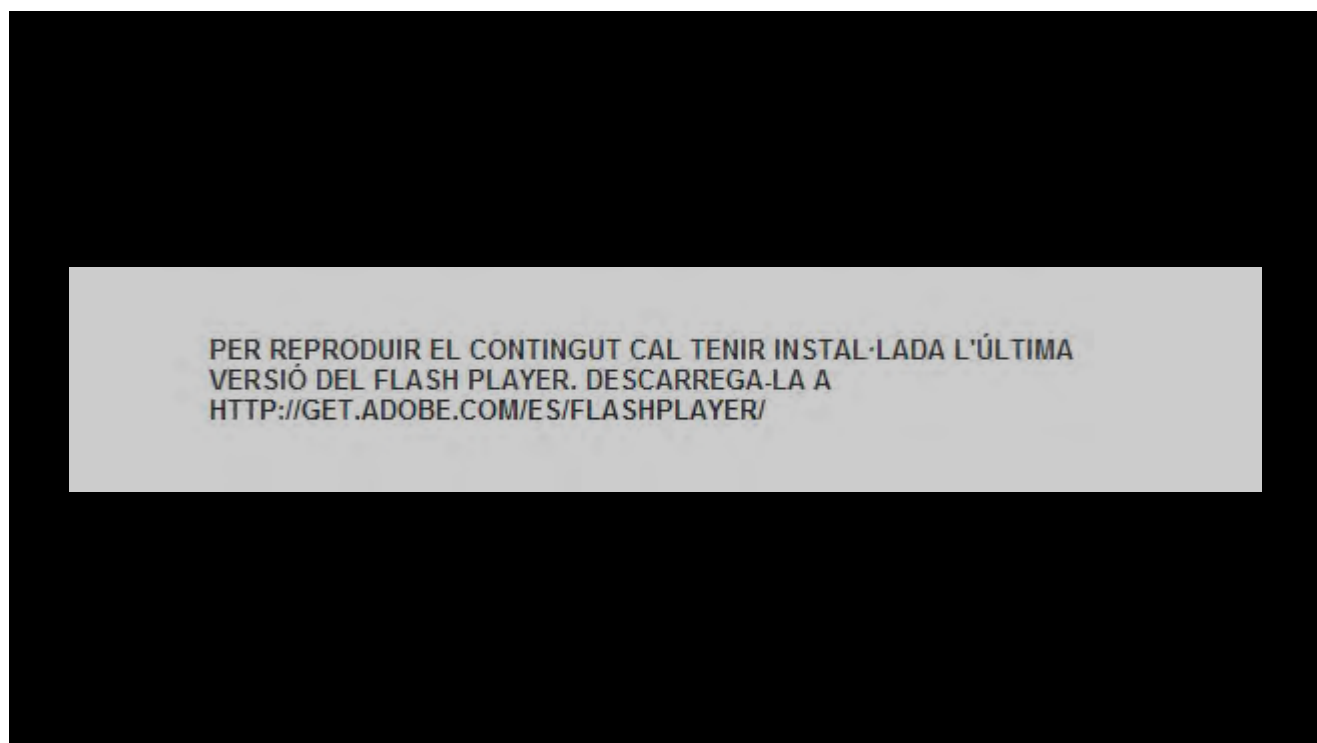 PER REPRODUIR EL CONTINGUT CAL TENIR INSTAL·LADA L'ÚLTIMA
VERSIÓ DEL FLASH PLAYER. DESCARREGA-LA A
HTTP://GET.ADOBE.COM/ES/FLASHPLAYER/